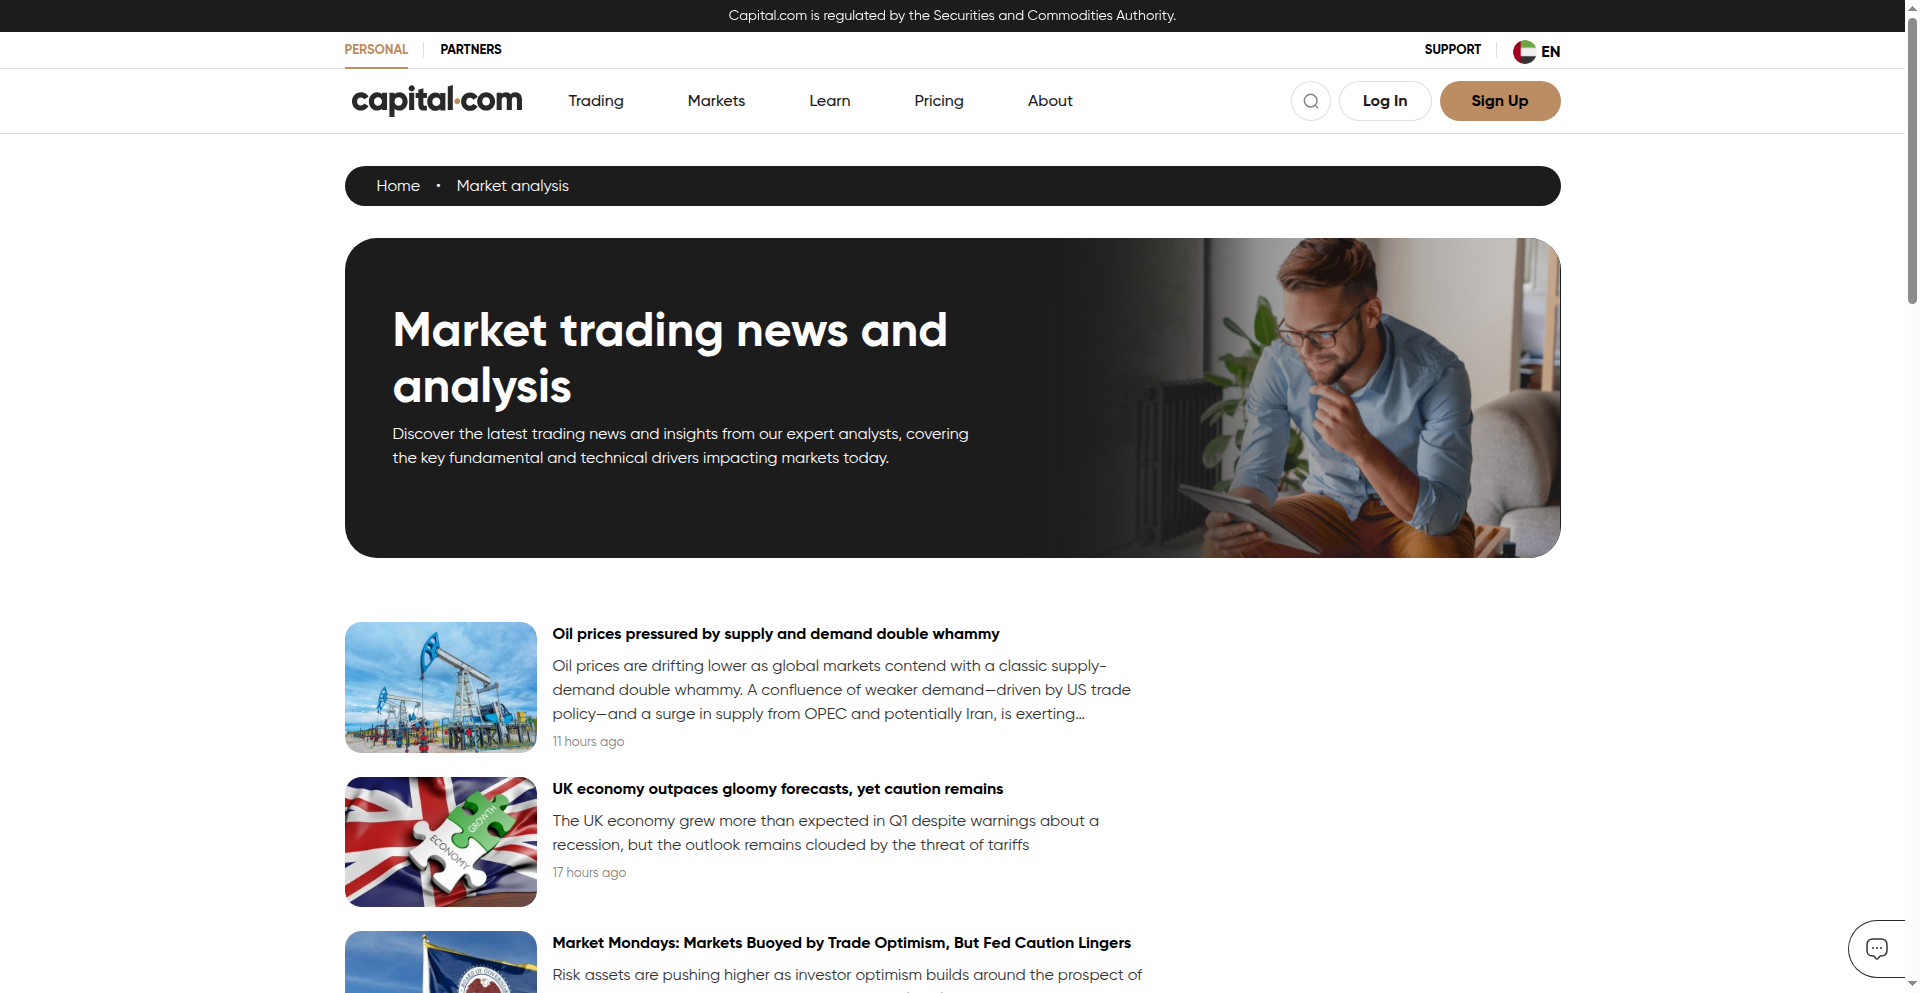 Capital.com is regulated by the Securities and Commodities Authority.
PERSONAL
PARTNERS
SUPPORT
EN
capital.com
Trading
Markets
Learn
Pricing
About
Log In
Sign Up
Home • Market analysis
Market trading news and
analysis
Discover the latest trading news and insights from our expert analysts, covering
the key fundamental and technical drivers impacting markets today.
Oil prices pressured by supply and demand double whammy
Oil prices are drifting lower as global markets contend with a classic supply-
demand double whammy. A confluence of weaker demand—driven by US trade
policy—and a surge in supply from OPEC and potentially Iran, is exerting...
11 hours ago
ECONOMY
GROWTH
UK economy outpaces gloomy forecasts, yet caution remains
The UK economy grew more than expected in Q1 despite warnings about a
recession, but the outlook remains clouded by the threat of tariffs
17 hours ago
Market Mondays: Markets Buoyed by Trade Optimism, But Fed Caution Lingers
Risk assets are pushing higher as investor optimism builds around the prospect of